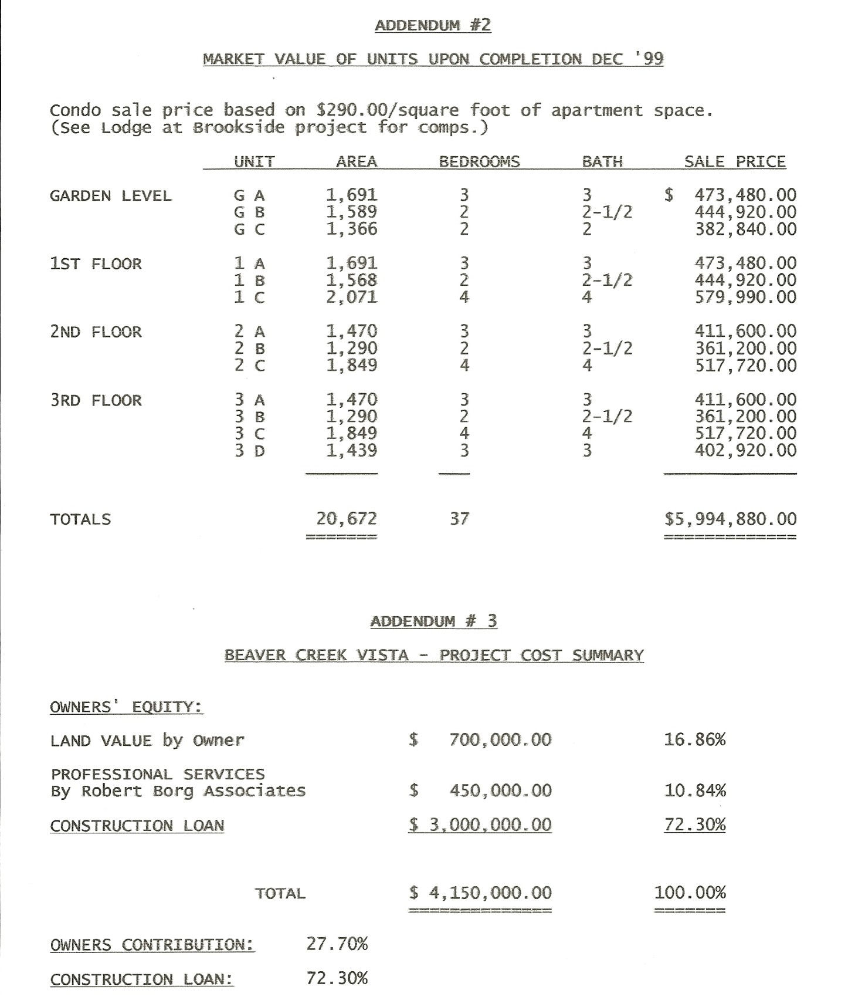 ADDENDUM #2
MARKET VALUE OF UNITS UPON COMPLETION DEC '99
Condo sale price based on $290.00/square foot of apartment space.
(See Lodge at Brookside project for comps.)
UNIT AREA BEDROOMS BATH SALE PRICE
GARDEN LEVEL G A 1,691 3 3 $ 473,480.00
G B 1,589 2 2-1/2 444,920.00
G C 1,366 2 2 382,840.00
1ST FLOOR 1 A 1,691 3 3 473,480.00
1 B 1,568 2 2-1/2 444,920.00
1 C 2,071 4 4 579,990.00
2ND FLOOR 2 A 1,470 3 3 411,600.00
2 B 1,290 2 2-1/2 361,200.00
2 C 1,849 4 4 517,720.00
3RD FLOOR 3 A 1,470 3 3 411,600.00
3 B 1,290 2 2-1/2 361,200.00
3 C 1,849 4 4 517,720.00
3 D 1,439 3 3 402,920.00
TOTALS 20,672 37 $5,994,880.00
ADDENDUM # 3
BEAVER CREEK VISTA - PROJECT COST SUMMARY
OWNERS' EQUITY:
LAND VALUE by Owner $ 700,000.00 16.86%
PROFESSIONAL SERVICES
By Robert Borg Associates $ 450,000.00 10.84%
CONSTRUCTION LOAN $ 3,000,000.00 72.30%
TOTAL $ 4,150,000.00 100.00%
OWNERS CONTRIBUTION: 27.70%
CONSTRUCTION LOAN: 72.30%